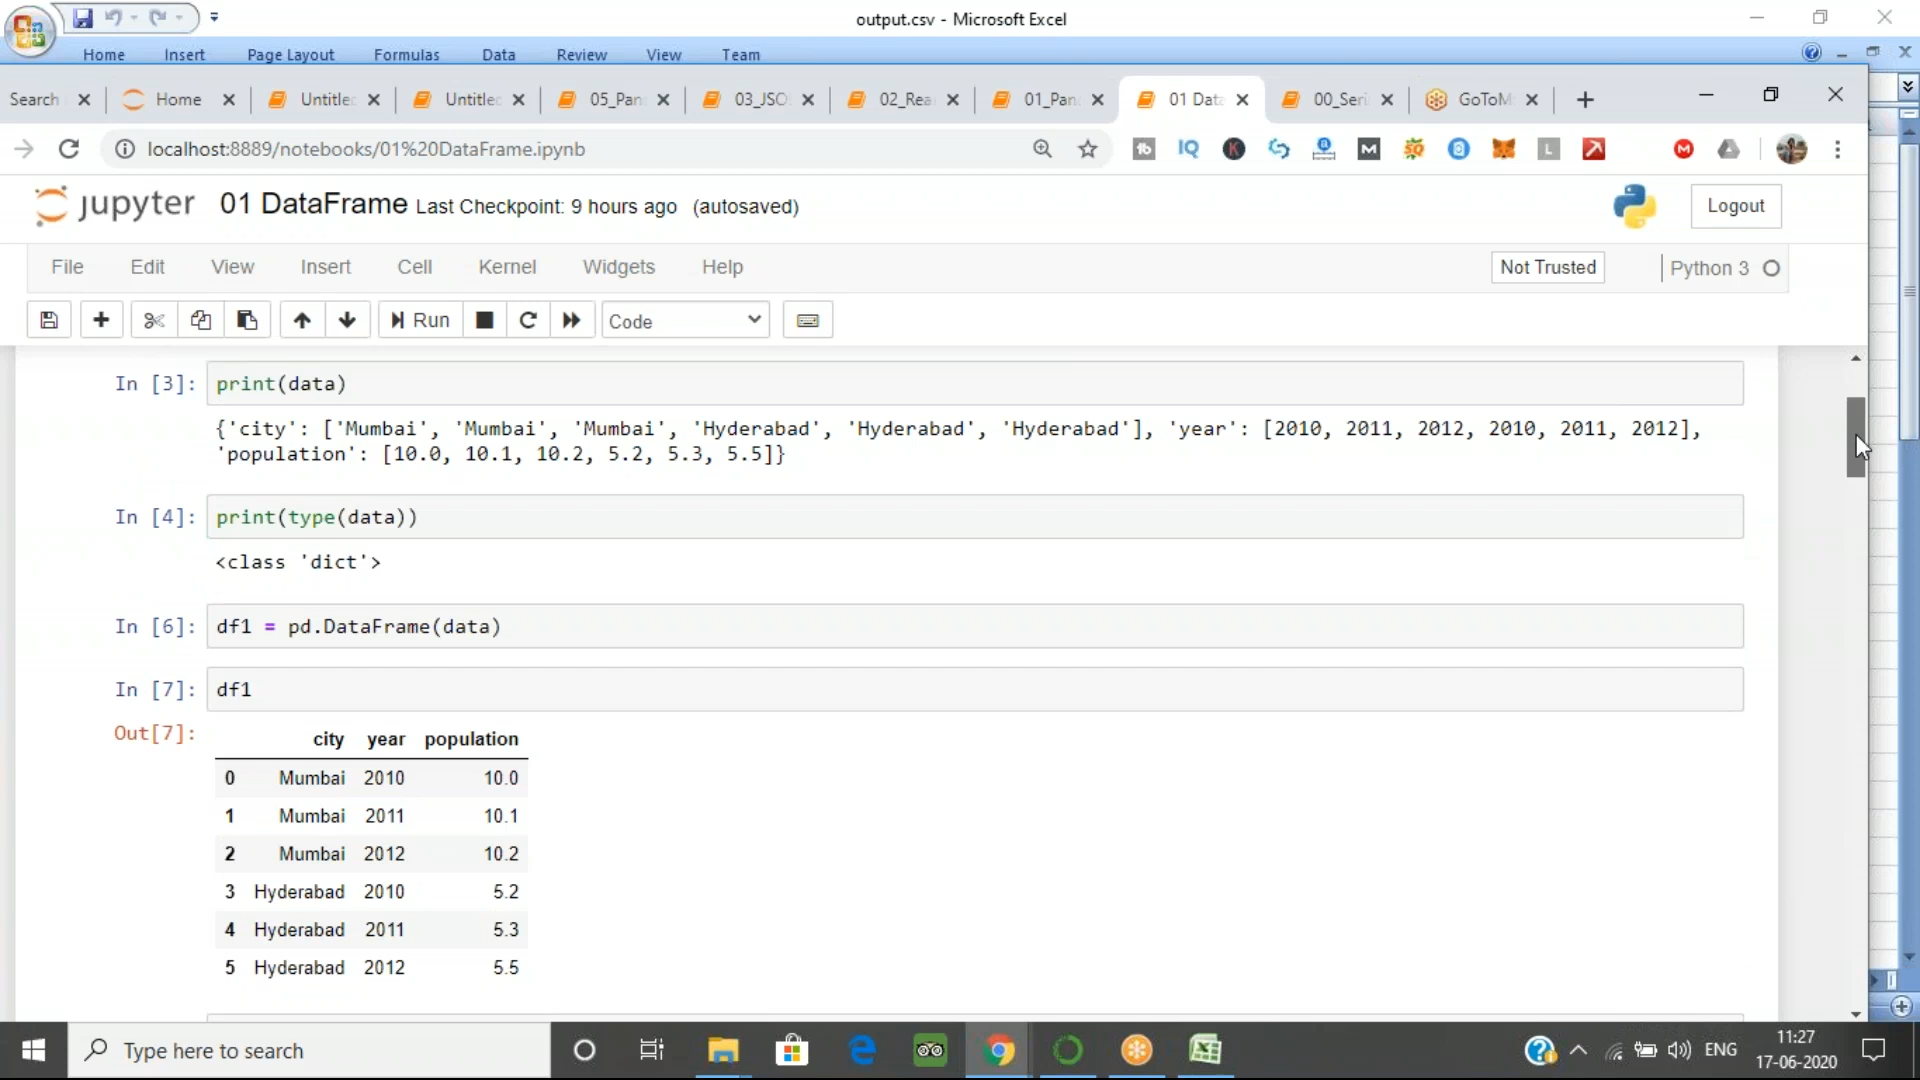 output.csv - Microsoft Excel
Home Insert Page Layout Formulas Data Review View Team
Search Home Untitlec Untitlec 05_Pan 03_JSO 02_Rea 01_Pan 01 Data 00_Seri GoToM
localhost:8889/notebooks/01%20DataFrame.ipynb
jupyter 01 DataFrame Last Checkpoint: 9 hours ago (autosaved) Logout
File Edit View Insert Cell Kernel Widgets Help Not Trusted Python 3
Run Code
In [3]: print(data)
{'city': ['Mumbai', 'Mumbai', 'Mumbai', 'Hyderabad', 'Hyderabad', 'Hyderabad'], 'year': [2010, 2011, 2012, 2010, 2011, 2012],
'population': [10.0, 10.1, 10.2, 5.2, 5.3, 5.5]}
In [4]: print(type(data))
<class 'dict'>
In [6]: df1 = pd.DataFrame(data)
In [7]: df1
Out[7]:
city year population
0 Mumbai 2010 10.0
1 Mumbai 2011 10.1
2 Mumbai 2012 10.2
3 Hyderabad 2010 5.2
4 Hyderabad 2011 5.3
5 Hyderabad 2012 5.5
Type here to search ENG 11:27
17-06-2020